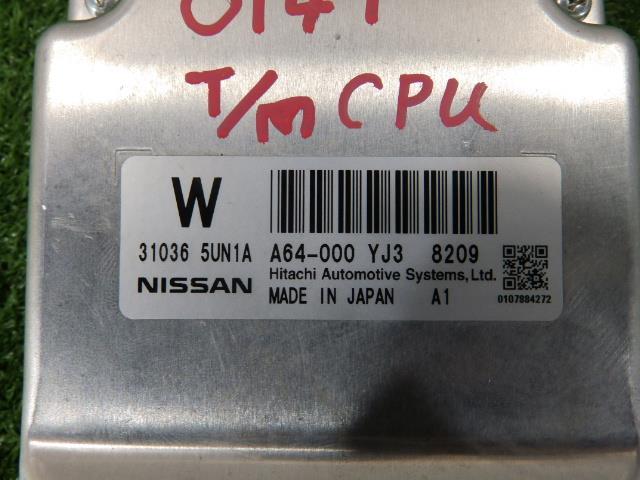 T/M CPU
W
31036 5UN1A A64-000 YJ3 8209
NISSAN Hitachi Automotive Systems,Ltd.
MADE IN JAPAN A1
0107884272